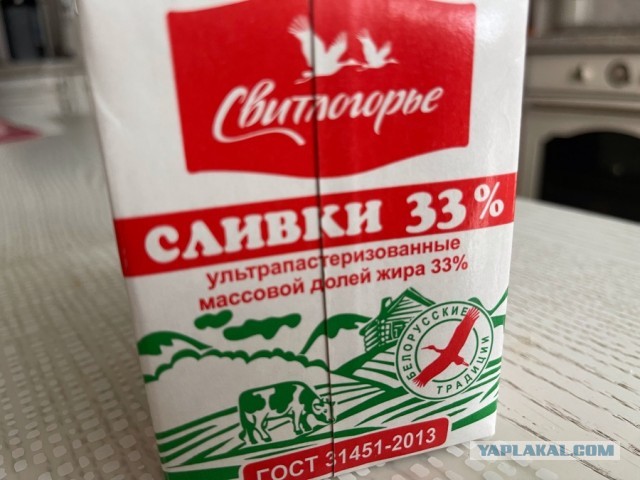 Свитлогорье
СЛИВКИ 33%
ультрапастеризованные
массовой долей жира 33%
БЕЛОРУССКИЕ
ТРАДИЦИИ
ГОСТ 31451-2013
YAPLAKAL.COM